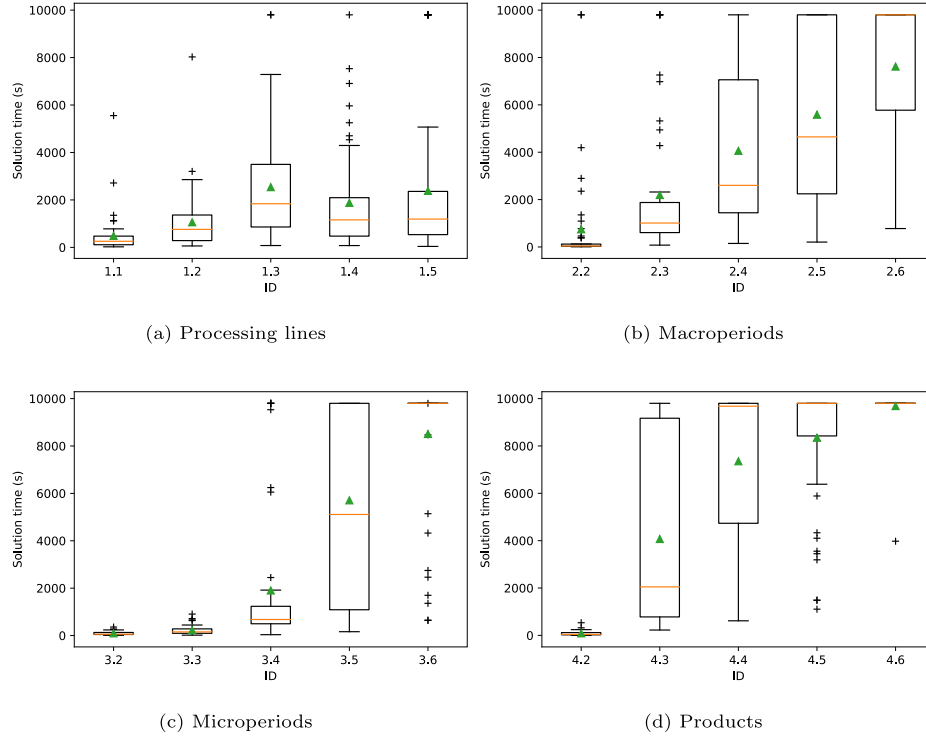 10000
8000
6000
4000
2000
0
Solution time (s)
1.1 1.2 1.3 1.4 1.5
ID
(a) Processing lines
10000
8000
6000
4000
2000
0
Solution time (s)
2.2 2.3 2.4 2.5 2.6
ID
(b) Macroperiods
10000
8000
6000
4000
2000
0
Solution time (s)
3.2 3.3 3.4 3.5 3.6
ID
(c) Microperiods
10000
8000
6000
4000
2000
0
Solution time (s)
4.2 4.3 4.4 4.5 4.6
ID
(d) Products